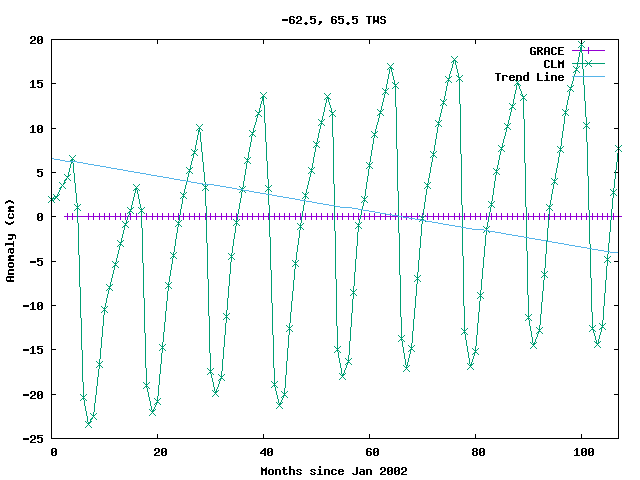 -62.5, 65.5 TWS
GRACE
CLM
Trend Line
20
15
10
5
0
-5
-10
-15
-20
-25
Anomaly (cm)
0 20 40 60 80 100
Months since Jan 2002